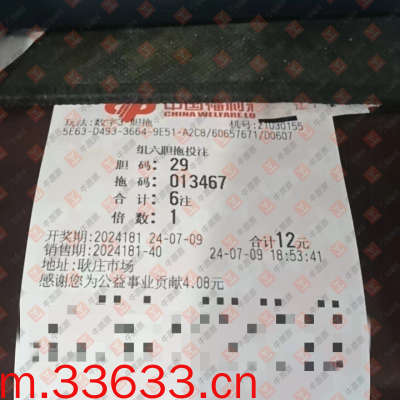 中国福利
CHINA WELFARE LO
玩法:数字3-胆拖 机号:21030155
5E63-D493-3664-9E51-A2C8/60657671/D0607
组六胆拖投注
胆 码: 29
拖 码: 013467
合 计: 6注
倍 数: 1
开奖期:2024181 24-07-09 合计12元
销售期:2024181-40 24-07-09 18:53:41
地址:耿庄市场
感谢您为公益事业贡献4.08元
m.33633.cn